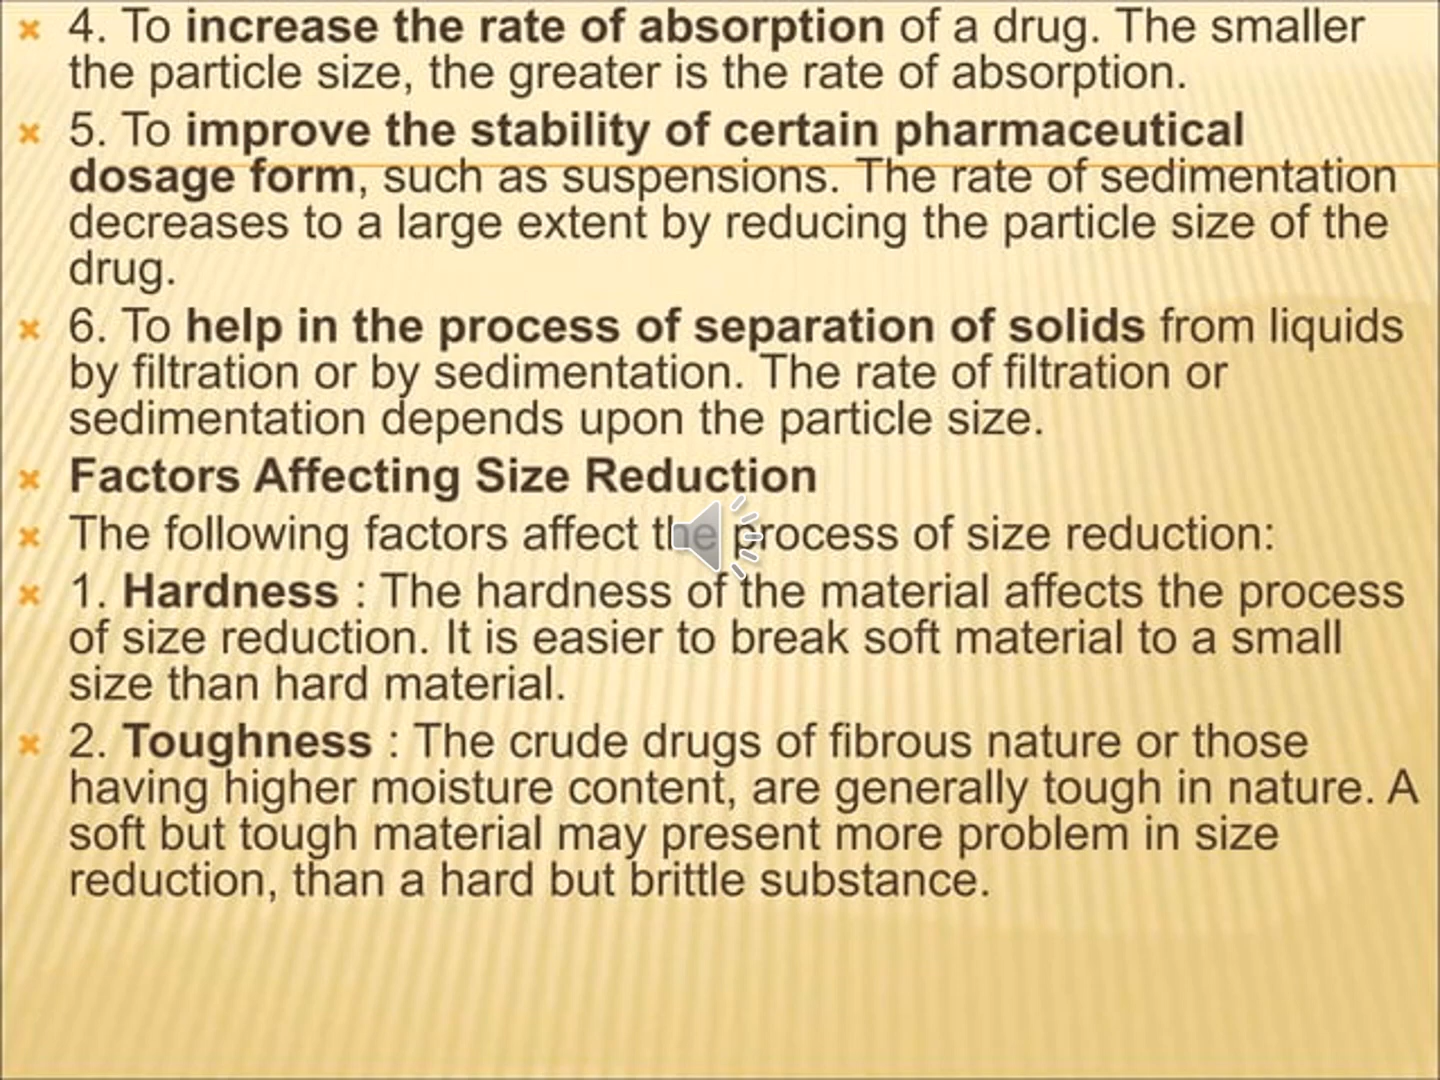 4. To increase the rate of absorption of a drug. The smaller
the particle size, the greater is the rate of absorption.
5. To improve the stability of certain pharmaceutical
dosage form, such as suspensions. The rate of sedimentation
decreases to a large extent by reducing the particle size of the
drug.
6. To help in the process of separation of solids from liquids
by filtration or by sedimentation. The rate of filtration or
sedimentation depends upon the particle size.
Factors Affecting Size Reduction
The following factors affect the process of size reduction:
1. Hardness : The hardness of the material affects the process
of size reduction. It is easier to break soft material to a small
size than hard material.
2. Toughness : The crude drugs of fibrous nature or those
having higher moisture content, are generally tough in nature. A
soft but tough material may present more problem in size
reduction, than a hard but brittle substance.